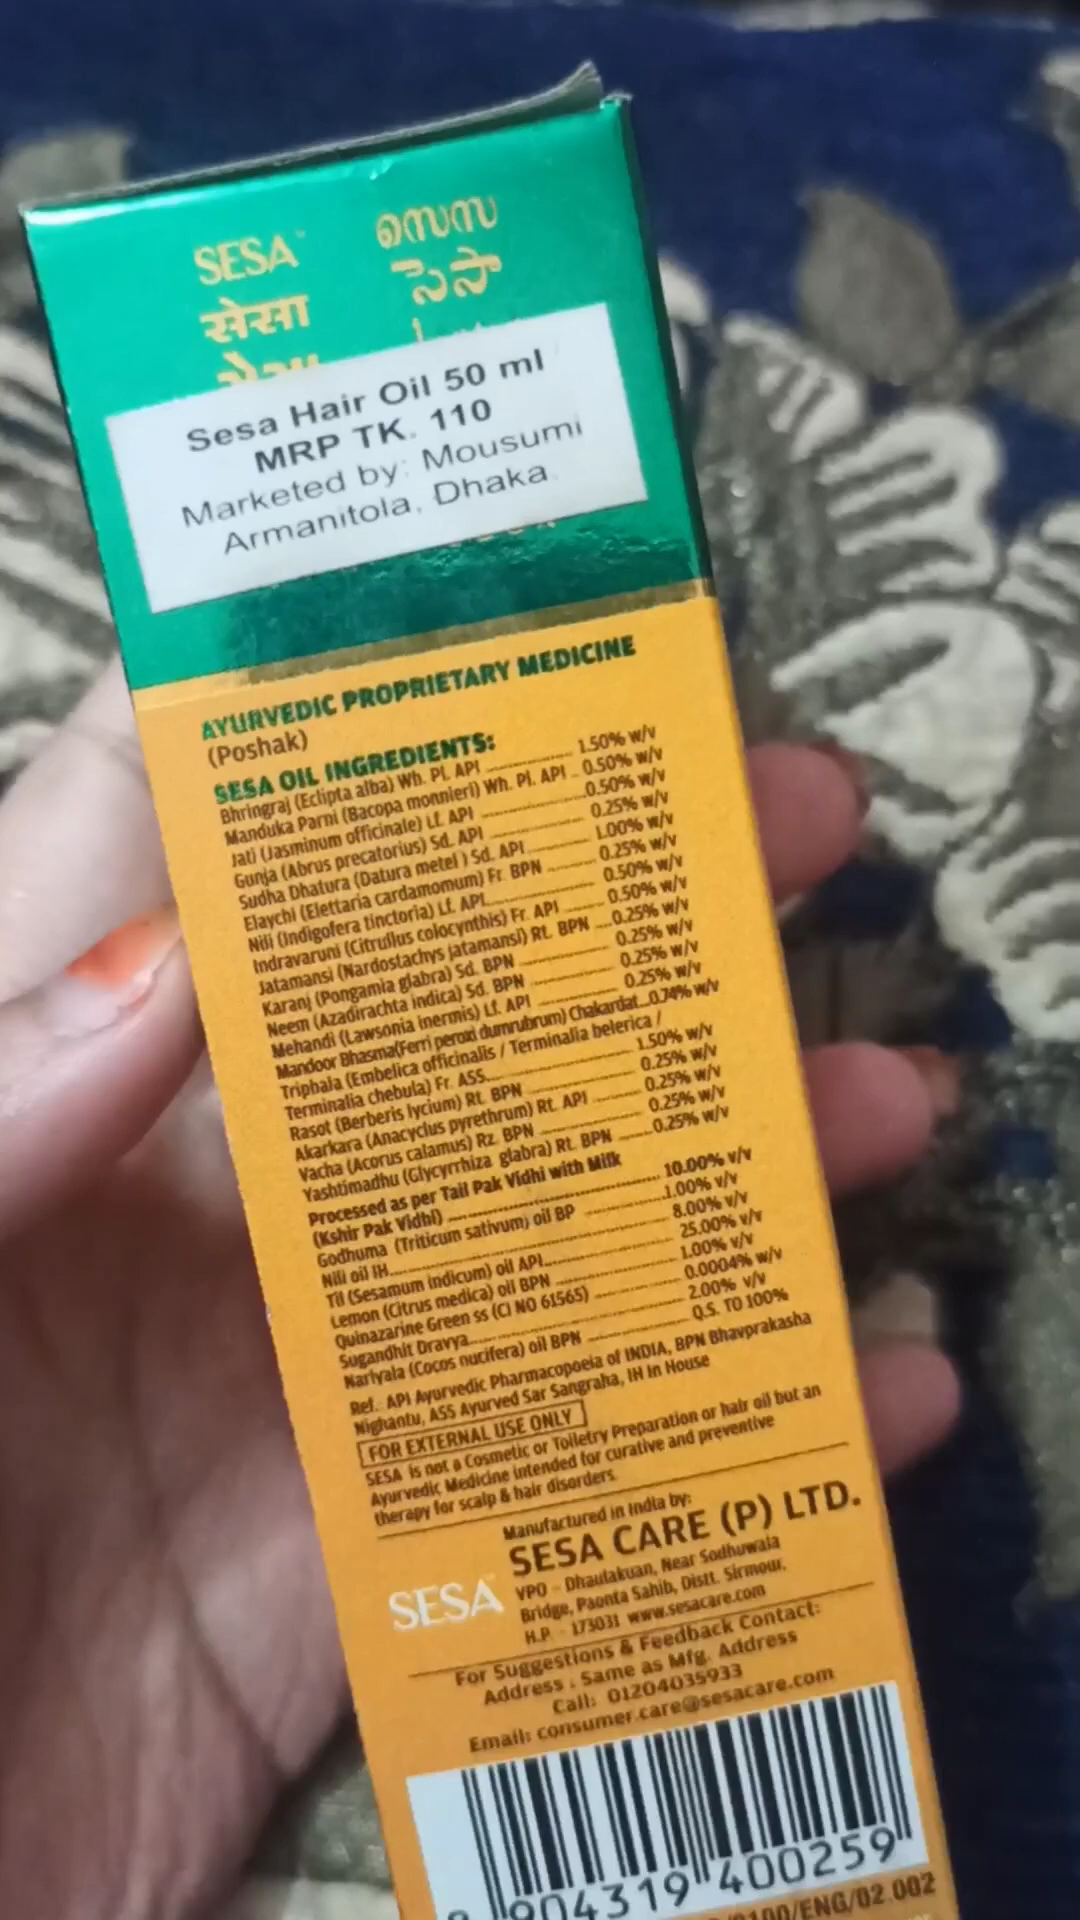 SESA™ സെസ
सेसा సెసా
Sesa Hair Oil 50 ml
MRP TK. 110
Marketed by: Mousumi
Armanitola, Dhaka.
AYURVEDIC PROPRIETARY MEDICINE
(Poshak)
SESA OIL INGREDIENTS:
Bhringraj (Eclipta alba) Wh. Pl. API 1.50% w/v
Manduka Parni (Bacopa monnieri) Wh. Pl. API 0.50% w/v
Jati (Jasminum officinale) Lf. API 0.50% w/v
Gunja (Abrus precatorius) Sd. API 0.25% w/v
Sudha Dhatura (Datura metel ) Sd. API 1.00% w/v
Elaychi (Elettaria cardamomum) Fr. BPN 0.25% w/v
Nili (Indigofera tinctoria) Lf. API 0.50% w/v
Indravaruni (Citrullus colocynthis) Fr. API 0.50% w/v
Jatamansi (Nardostachys jatamansi) Rt. BPN 0.25% w/v
Karanj (Pongamia glabra) Sd. BPN 0.25% w/v
Neem (Azadirachta indica) Sd. BPN 0.25% w/v
Mehandi (Lawsonia inermis) Lf. API 0.25% w/v
Mandoor Bhasma(Ferri peroxi dumrubrum) Chakardat 0.74% w/v
Triphala (Embelica officinalis / Terminalia belerica /
Terminalia chebula) Fr. ASS 1.50% w/v
Rasot (Berberis lycium) Rt. BPN 0.25% w/v
Akarkara (Anacyclus pyrethrum) Rt. API 0.25% w/v
Vacha (Acorus calamus) Rz. BPN 0.25% w/v
Yashtimadhu (Glycyrrhiza glabra) Rt. BPN 0.25% w/v
Processed as per Tail Pak Vidhi with Milk
(Kshir Pak Vidhi) 10.00% v/v
Godhuma (Triticum sativum) oil BP 1.00% v/v
Nili oil IH 8.00% v/v
Til (Sesamum indicum) oil API 25.00% v/v
Lemon (Citrus medica) oil BPN 1.00% v/v
Quinazarine Green ss (CI NO 61565) 0.0004% w/v
Sugandhit Dravya 2.00% v/v
Nariyala (Cocos nucifera) oil BPN Q.S. TO 100%
Ref. API Ayurvedic Pharmacopoeia of INDIA, BPN Bhavprakasha
Nighantu, ASS Ayurved Sar Sangraha, IH In House
FOR EXTERNAL USE ONLY
SESA is not a Cosmetic or Toiletry Preparation or hair oil but an
Ayurvedic Medicine intended for curative and preventive
therapy for scalp & hair disorders.
Manufactured in India by:
SESA CARE (P) LTD.
SESA
VPO - Dhaulakuan, Near Sodhuwala
Bridge, Paonta Sahib, Distt. Sirmour,
H.P. - 173031 www.sesacare.com
For Suggestions & Feedback Contact:
Address : Same as Mfg. Address
Call: 01204035933
Email: consumer.care@sesacare.com
904319 400259
/ENG/02.002